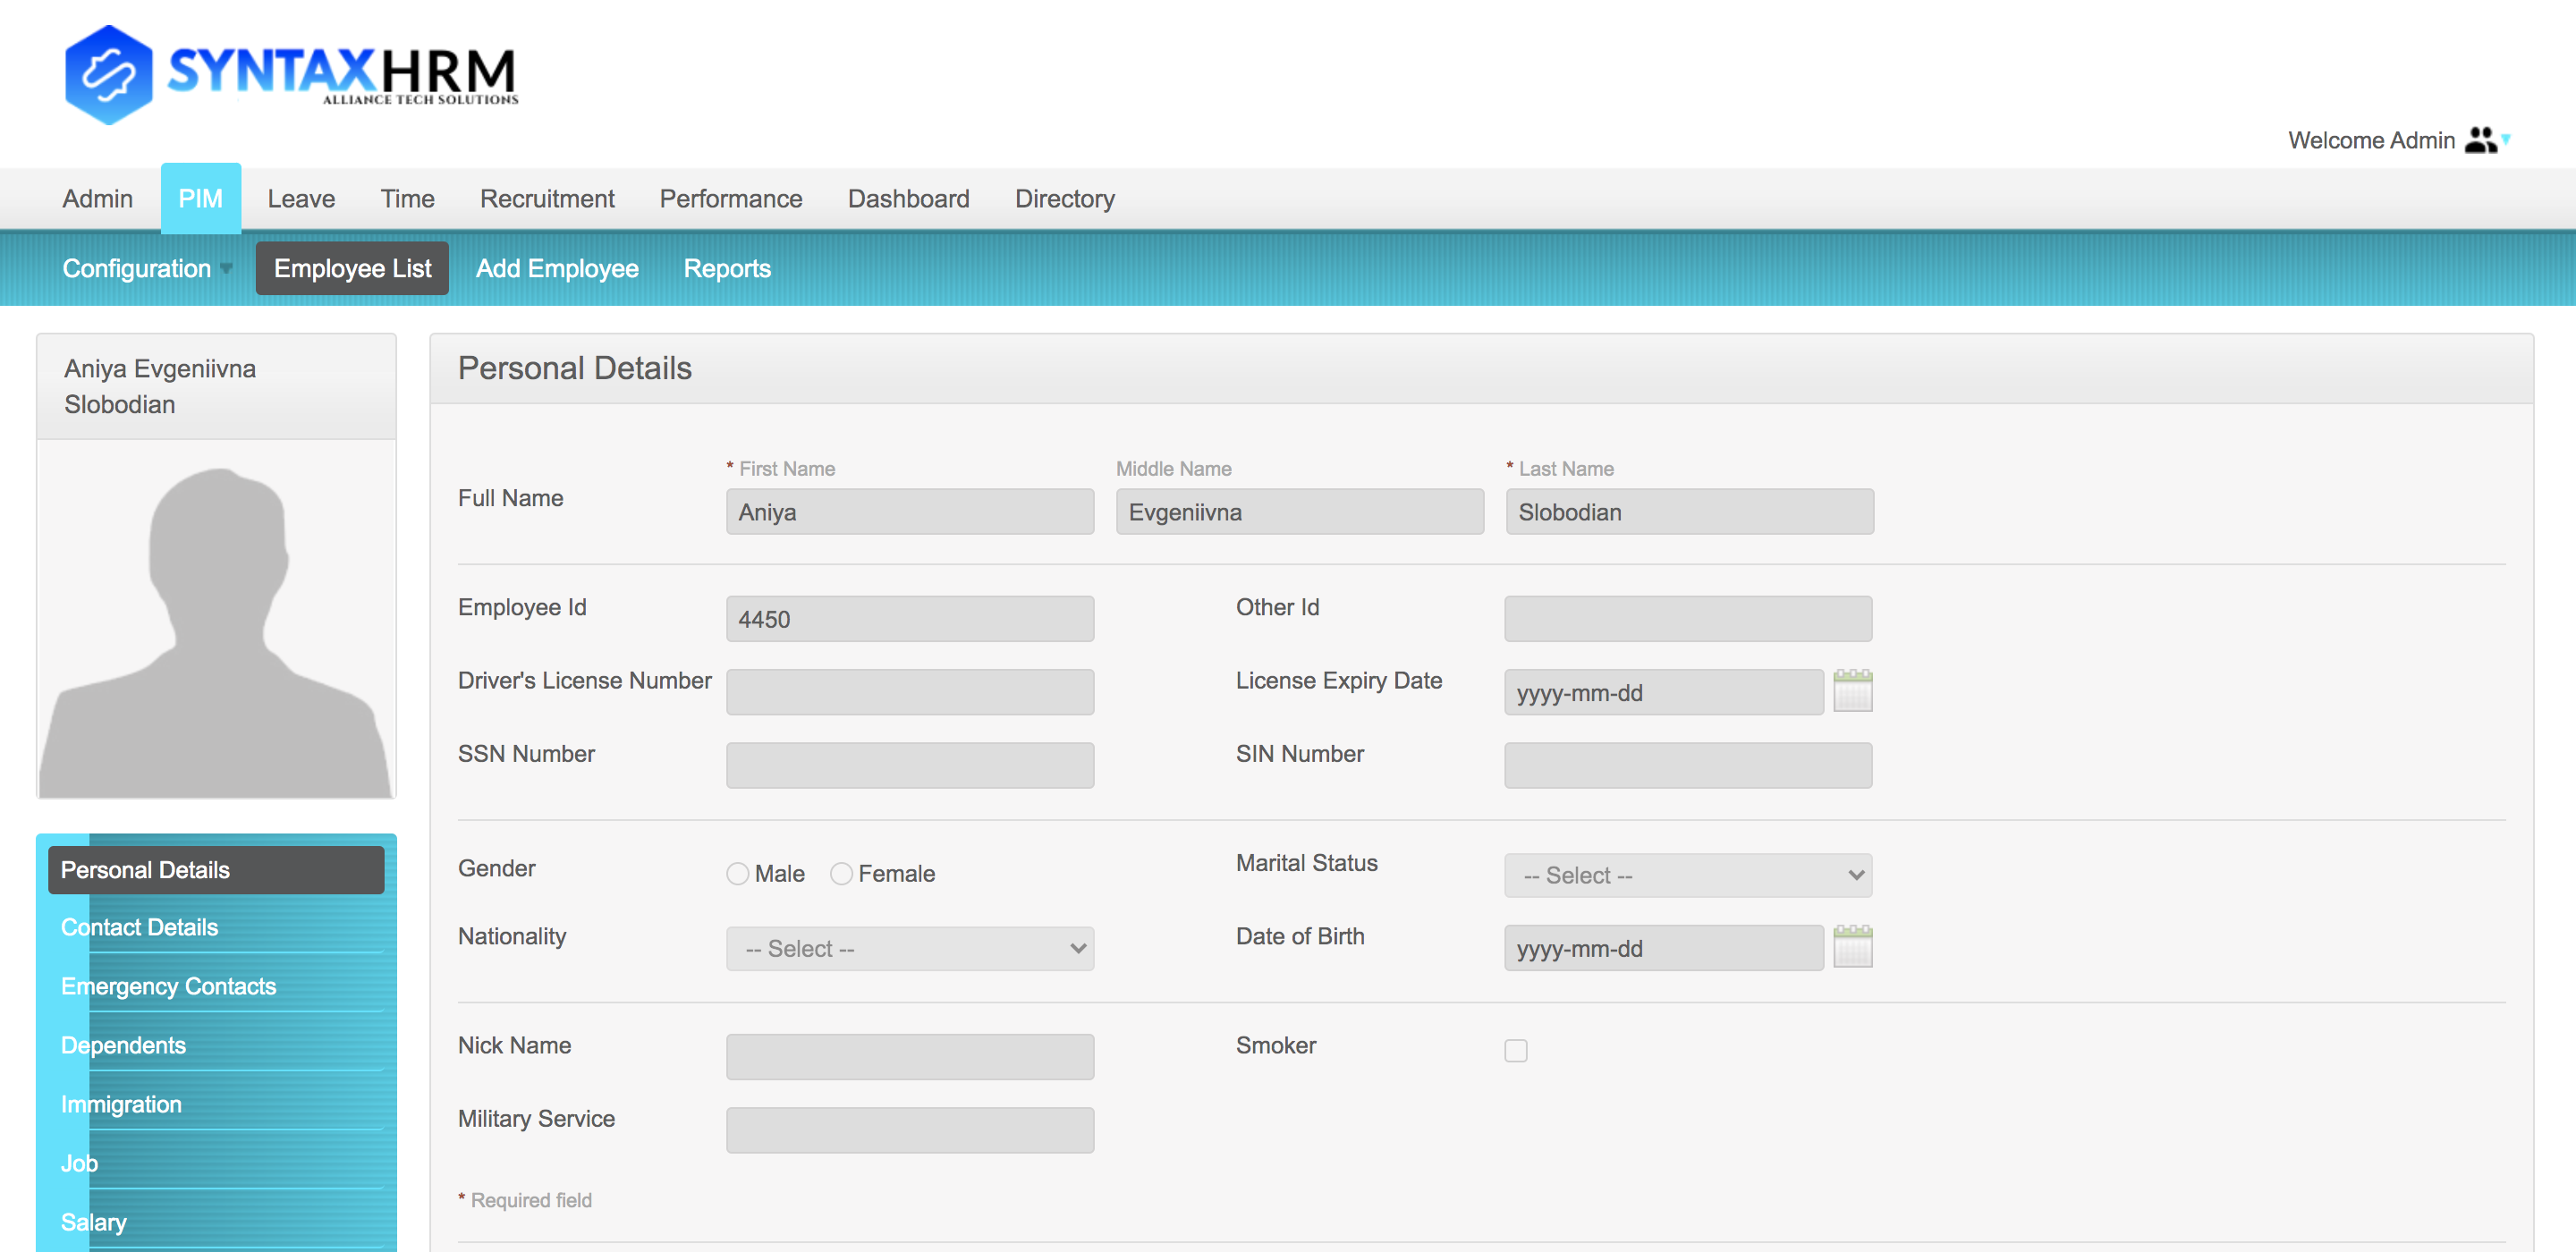 SYNTAXHRM
ALLIANCE TECH SOLUTIONS
Welcome Admin
Admin PIM Leave Time Recruitment Performance Dashboard Directory
Configuration Employee List Add Employee Reports
Aniya Evgeniivna
Slobodian
Personal Details
* First Name Middle Name * Last Name
Full Name Aniya Evgeniivna Slobodian
Employee Id 4450 Other Id
Driver's License Number License Expiry Date yyyy-mm-dd
SSN Number SIN Number
Gender Male Female Marital Status -- Select --
Nationality -- Select -- Date of Birth yyyy-mm-dd
Nick Name Smoker
Military Service
* Required field
Personal Details
Contact Details
Emergency Contacts
Dependents
Immigration
Job
Salary